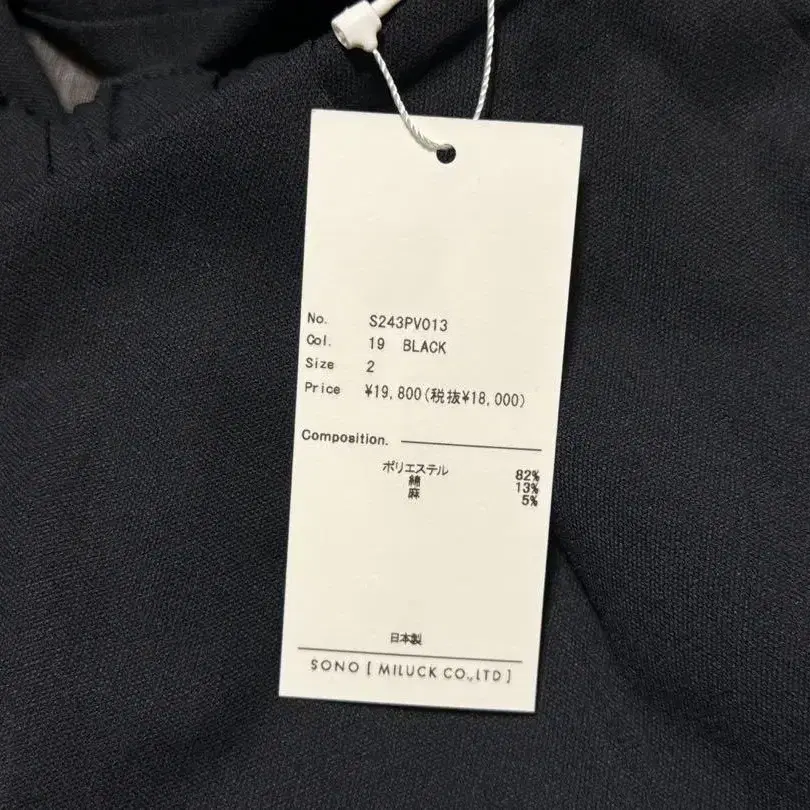 No. S243PV013
Col. 19 BLACK
Size 2
Price ¥19,800(税抜¥18,000)
Composition.
ポリエステル 82%
綿 13%
麻 5%
日本製
SONO [ MILUCK CO.,LTD ]